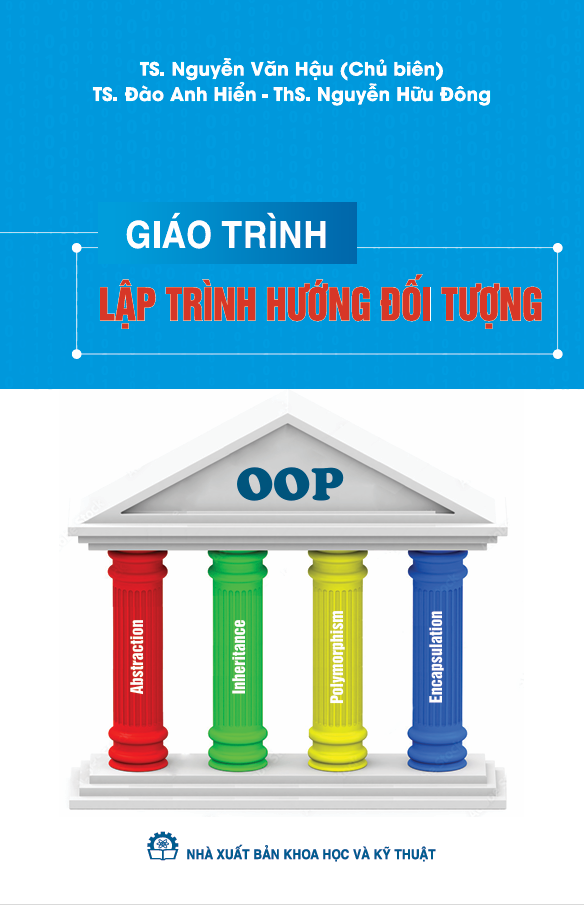 TS. Nguyễn Văn Hậu (Chủ biên)
TS. Đào Anh Hiển - ThS. Nguyễn Hữu Đông
GIÁO TRÌNH
LẬP TRÌNH HƯỚNG ĐỐI TƯỢNG
OOP
Abstraction
Inheritance
Polymorphism
Encapsulation
NHÀ XUẤT BẢN KHOA HỌC VÀ KỸ THUẬT